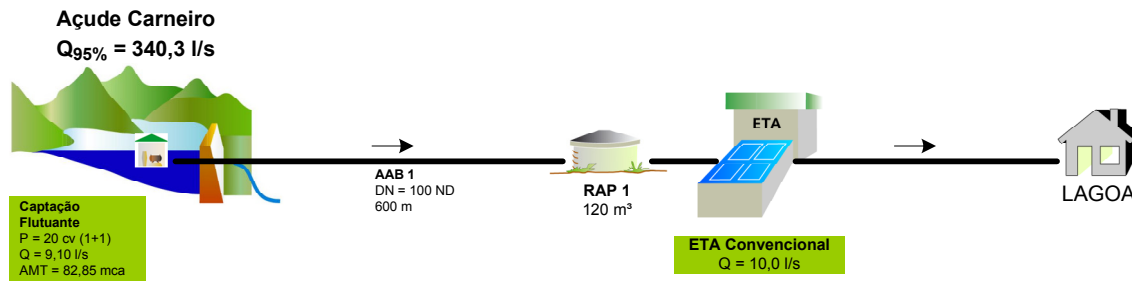 Açude Carneiro
Q95% = 340,3 l/s
Captação
Flutuante
P = 20 cv (1+1)
Q = 9,10 l/s
AMT = 82,85 mca
AAB 1
DN = 100 ND
600 m
RAP 1
120 m³
ETA
ETA Convencional
Q = 10,0 l/s
LAGOA